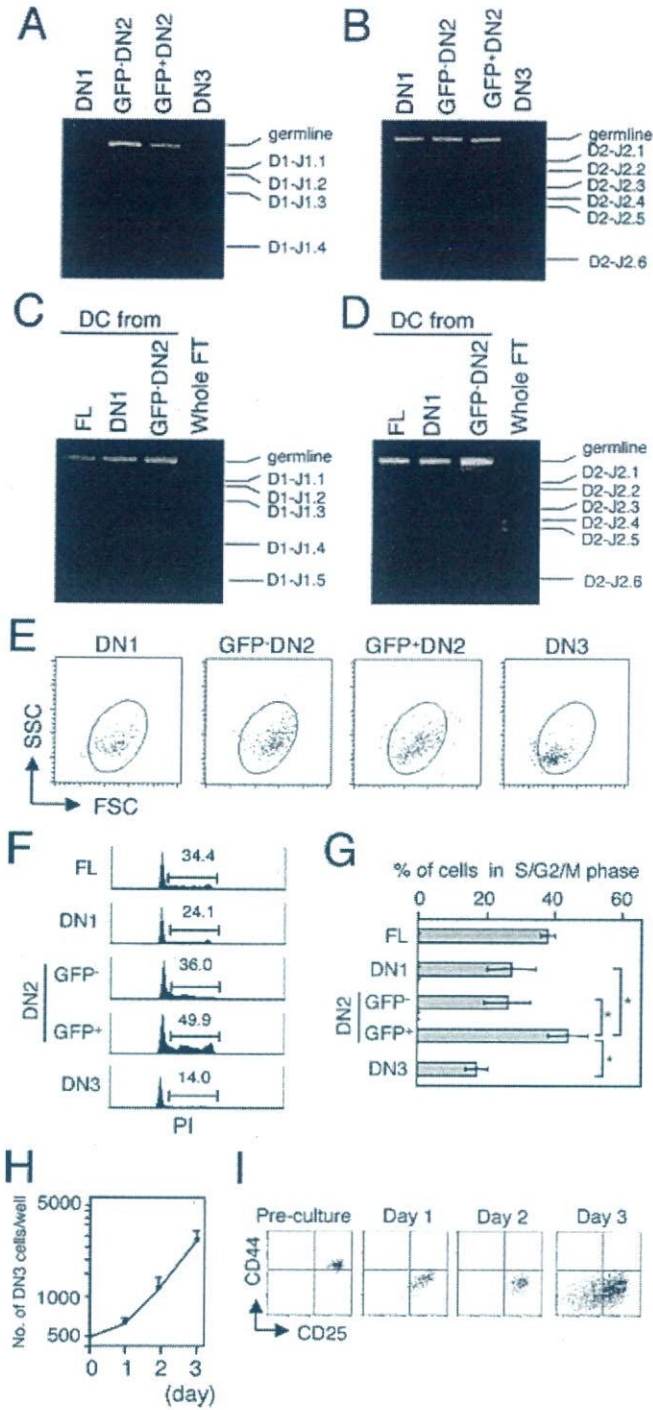 A
DN1
GFP-DN2
GFP+DN2
DN3
germline
D1-J1.1
D1-J1.2
D1-J1.3
D1-J1.4
B
DN1
GFP-DN2
GFP+DN2
DN3
germline
D2-J2.1
D2-J2.2
D2-J2.3
D2-J2.4
D2-J2.5
D2-J2.6
C
DC from
FL
DN1
GFP-DN2
Whole FT
germline
D1-J1.1
D1-J1.2
D1-J1.3
D1-J1.4
D1-J1.5
D
DC from
FL
DN1
GFP-DN2
Whole FT
germline
D2-J2.1
D2-J2.2
D2-J2.3
D2-J2.4
D2-J2.5
D2-J2.6
E
DN1
GFP-DN2
GFP+DN2
DN3
SSC
FSC
F
FL
34.4
DN1
24.1
DN2
GFP-
36.0
GFP+
49.9
DN3
14.0
PI
G
% of cells in S/G2/M phase
0 20 40 60
FL
DN1
DN2
GFP-
GFP+
DN3
*
*
*
H
No. of DN3 cells/well
5000
1000
500
0 1 2 3
(day)
I
Pre-culture
Day 1
Day 2
Day 3
CD44
CD25